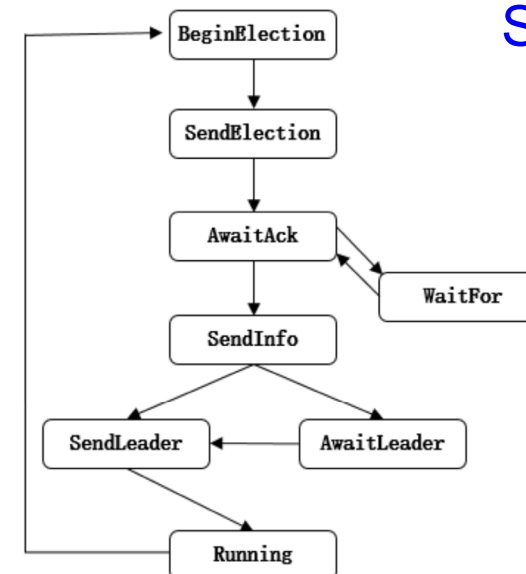 BeginElection
SendElection
AwaitAck
WaitFor
SendInfo
SendLeader
AwaitLeader
Running